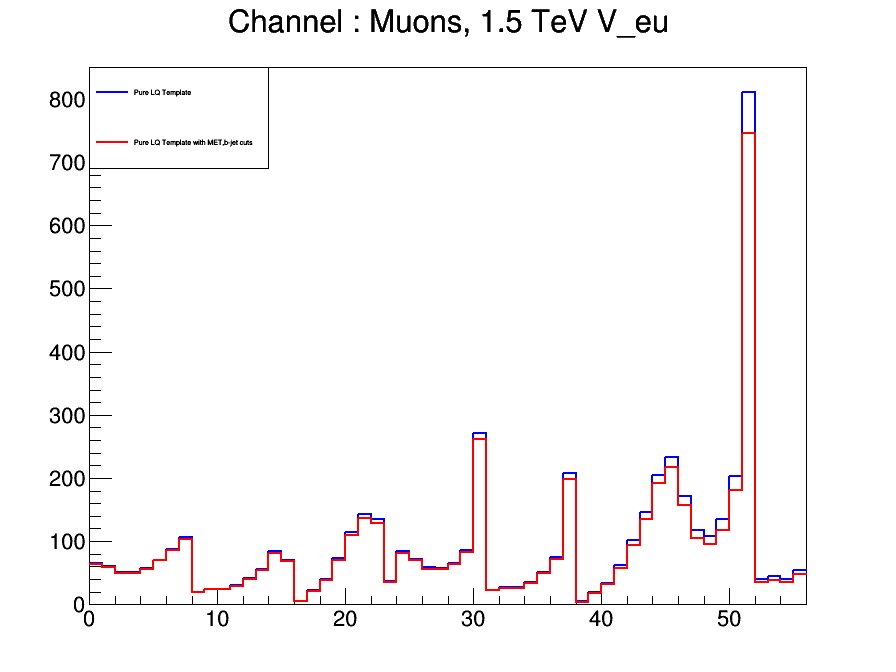 Channel : Muons, 1.5 TeV V_eu
Pure LQ Template
Pure LQ Template with MET,b-jet cuts
800
700
600
500
400
300
200
100
0
0 10 20 30 40 50